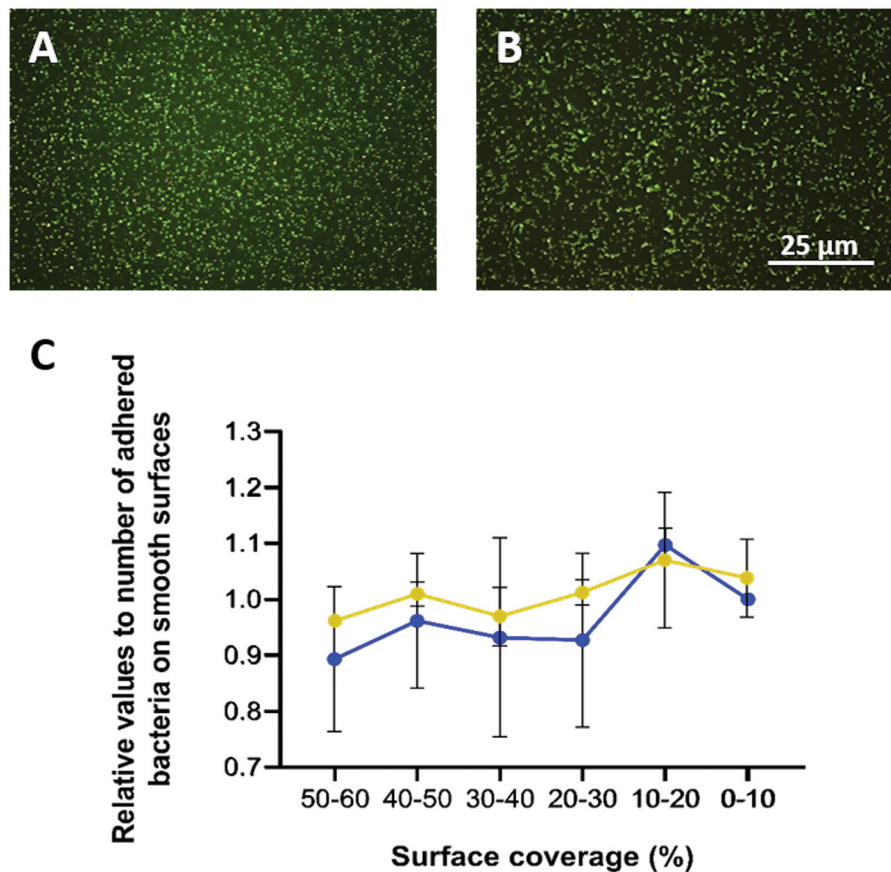 A
B
25 µm
C
Relative values to number of adhered
bacteria on smooth surfaces
1.3
1.2
1.1
1.0
0.9
0.8
0.7
50-60 40-50 30-40 20-30 10-20 0-10
Surface coverage (%)